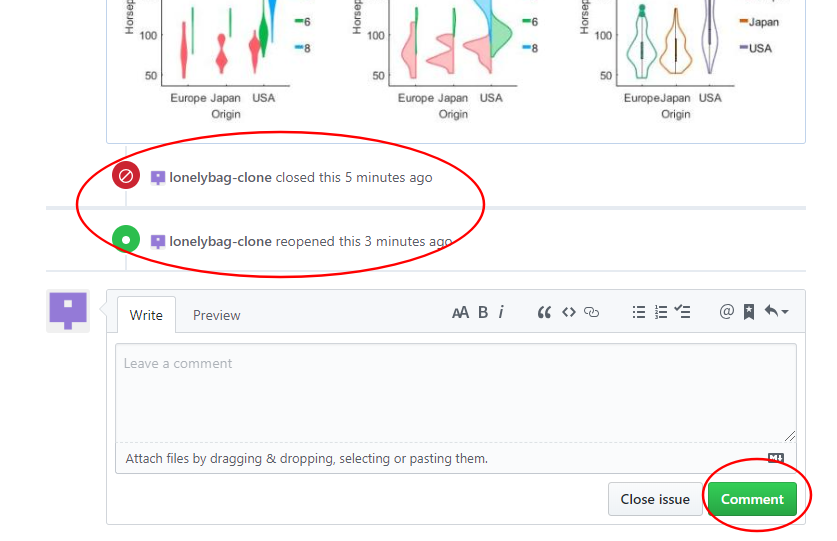 Horsep
Horsep
Horsep
6
8
6
8
Japan
USA
100
50
100
50
100
50
Europe Japan USA
Origin
Europe Japan USA
Origin
Europe Japan USA
Origin
lonelybag-clone closed this 5 minutes ago
lonelybag-clone reopened this 3 minutes ago
Write Preview
AA B i @
Leave a comment
Attach files by dragging & dropping, selecting or pasting them.
M↓
Close issue Comment